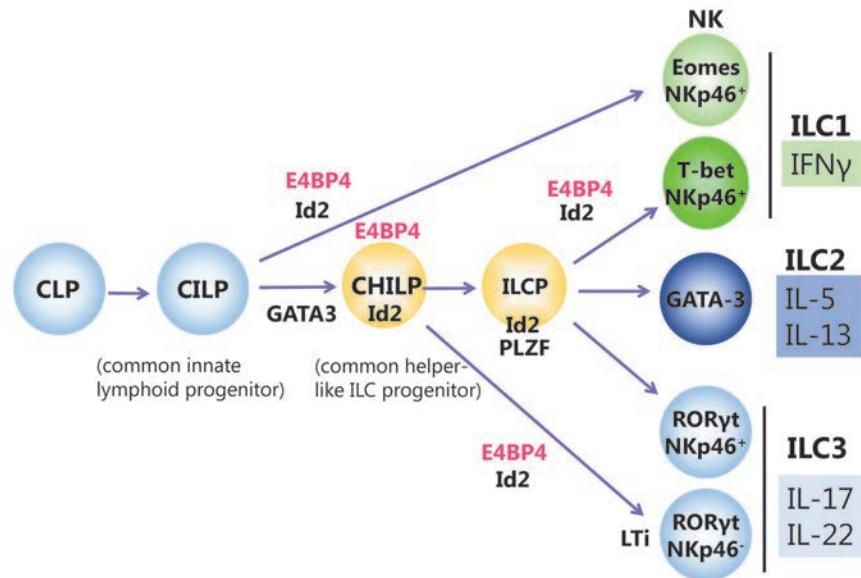 NK
Eomes
NKp46⁺
ILC1
IFNγ
T-bet
NKp46⁺
E4BP4
Id2
E4BP4
Id2
E4BP4
CLP
CILP
GATA3
CHILP
Id2
ILCP
Id2
PLZF
GATA-3
ILC2
IL-5
IL-13
(common innate
lymphoid progenitor)
(common helper-
like ILC progenitor)
E4BP4
Id2
RORγt
NKp46⁺
ILC3
IL-17
IL-22
LTi
RORγt
NKp46⁻